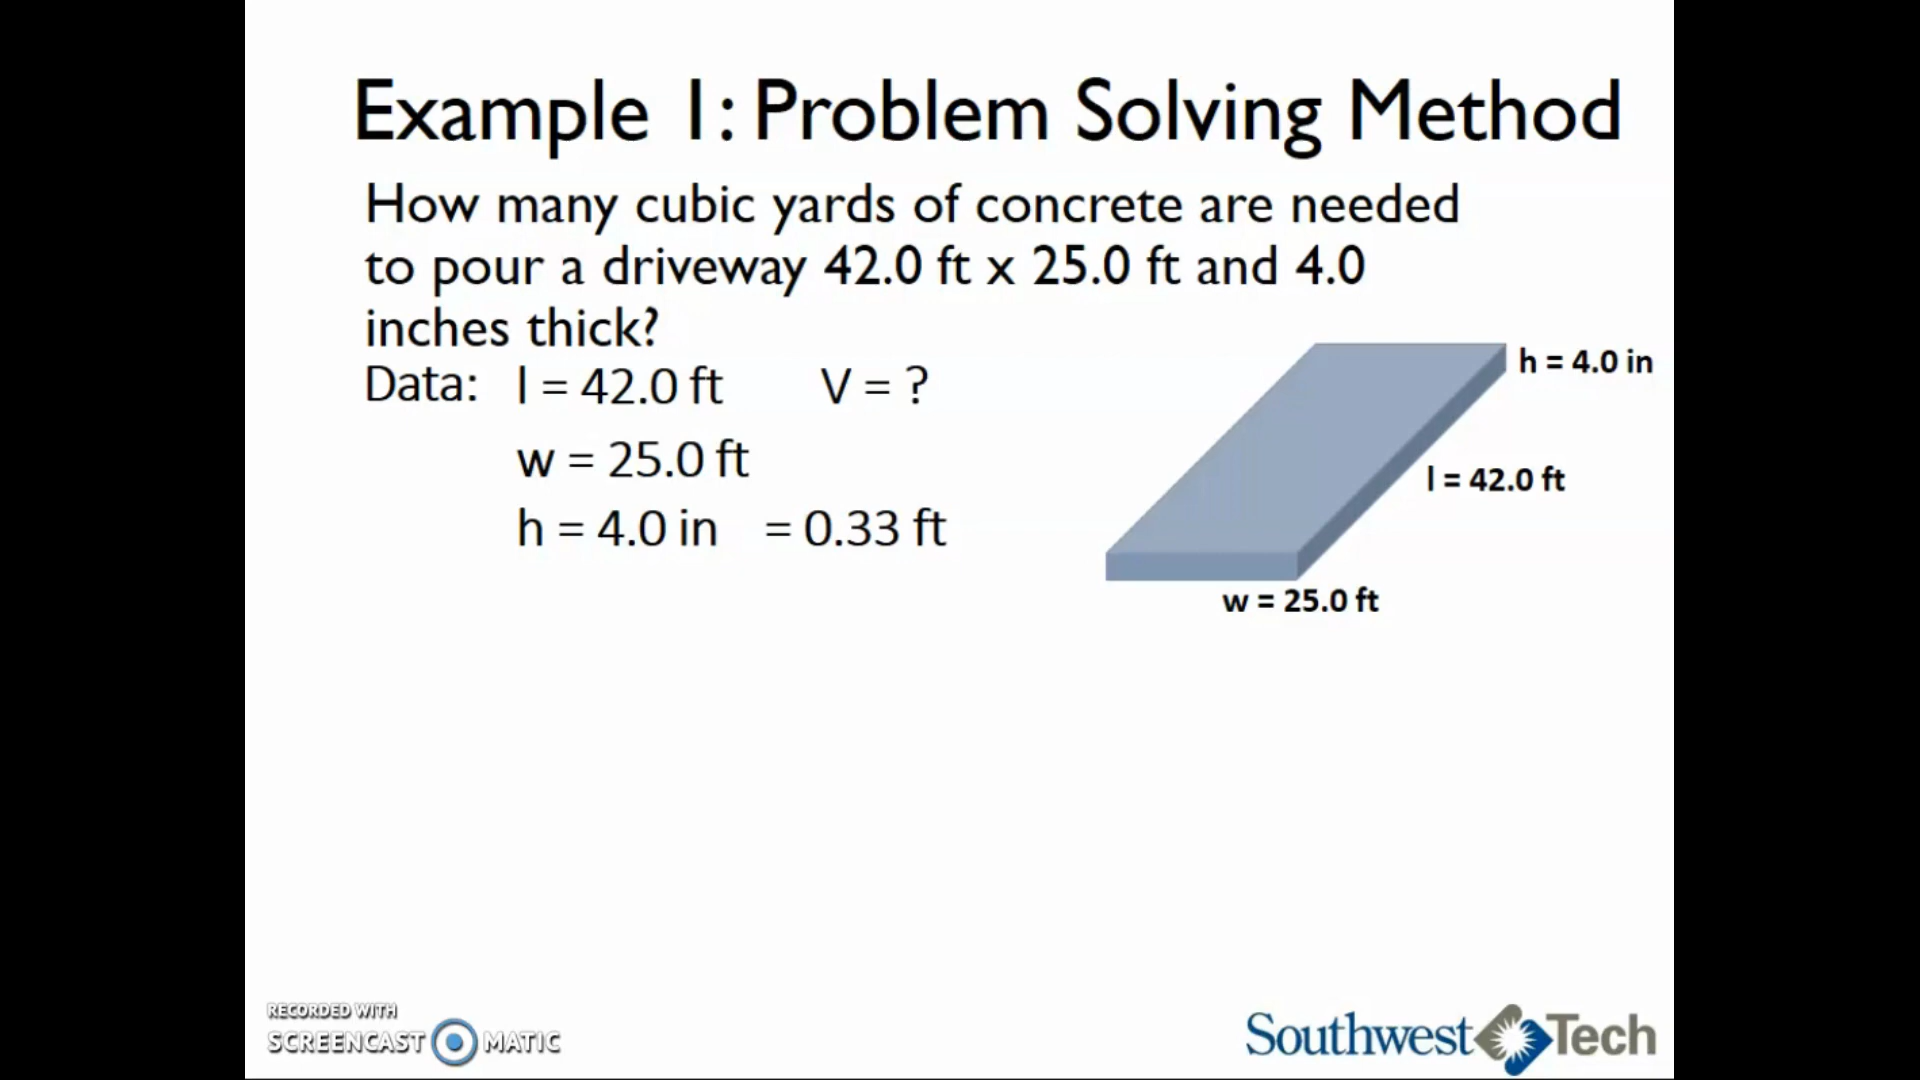 Example 1: Problem Solving Method
How many cubic yards of concrete are needed
to pour a driveway 42.0 ft x 25.0 ft and 4.0
inches thick?
Data: l = 42.0 ft V = ?
w = 25.0 ft
h = 4.0 in = 0.33 ft
h = 4.0 in
l = 42.0 ft
w = 25.0 ft
RECORDED WITH
SCREENCAST MATIC
Southwest Tech